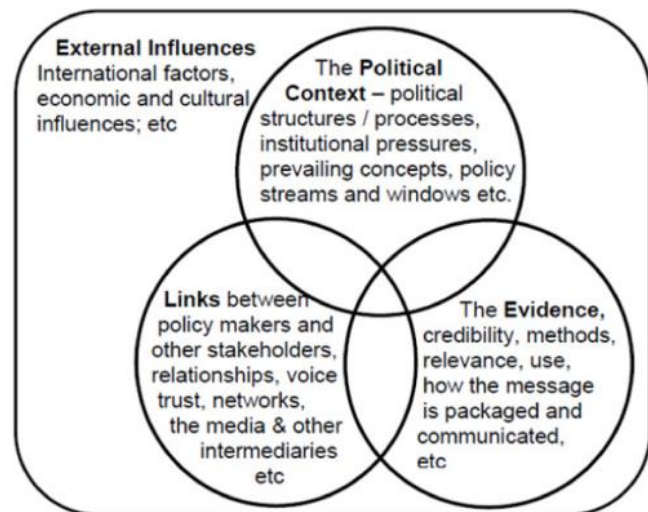 External Influences
International factors,
economic and cultural
influences; etc
The Political
Context – political
structures / processes,
institutional pressures,
prevailing concepts, policy
streams and windows etc.
Links between
policy makers and
other stakeholders,
relationships, voice
trust, networks,
the media & other
intermediaries
etc
The Evidence,
credibility, methods,
relevance, use,
how the message
is packaged and
communicated,
etc